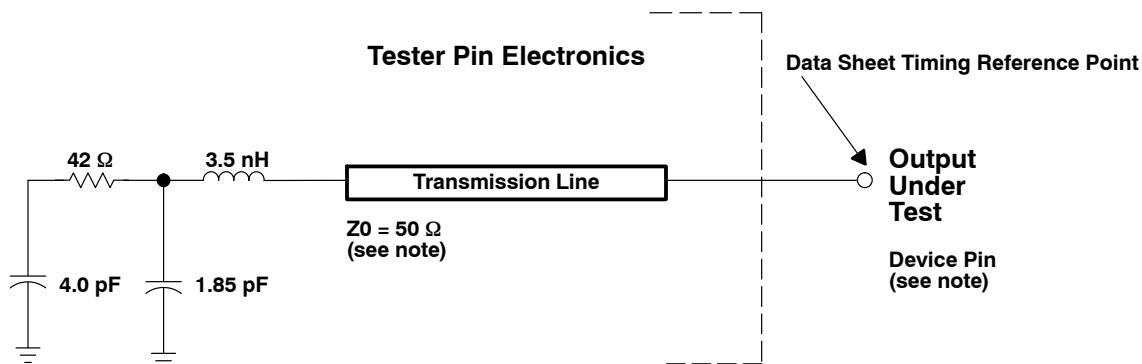 Tester Pin Electronics
Data Sheet Timing Reference Point
42 Ω
3.5 nH
Transmission Line
Output
Under
Test
Z0 = 50 Ω
(see note)
Device Pin
(see note)
4.0 pF
1.85 pF